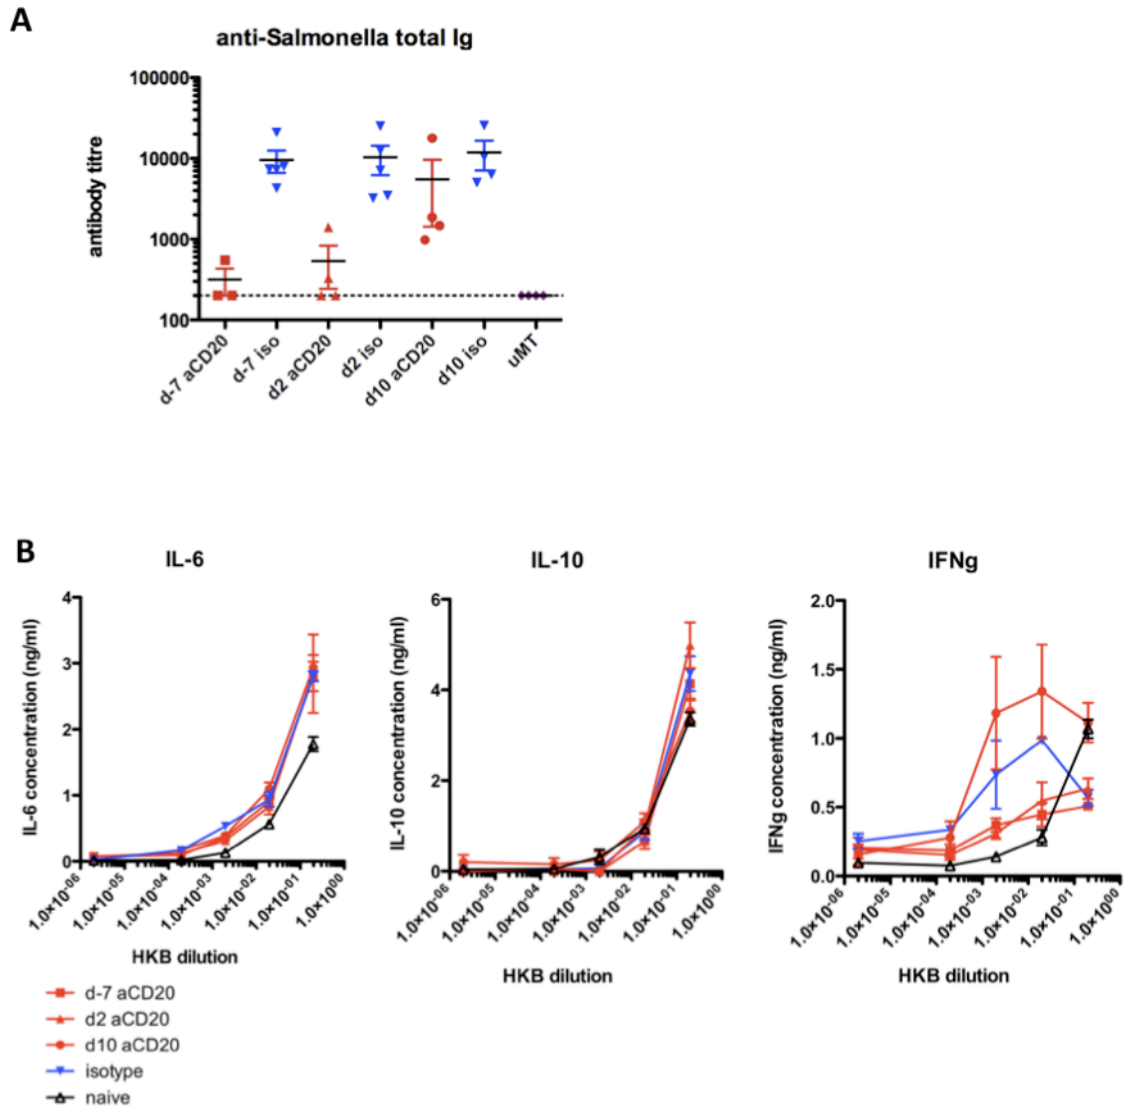 A
anti-Salmonella total Ig
antibody titre
100000
10000
1000
100
d-7 aCD20
d-7 iso
d2 aCD20
d2 iso
d10 aCD20
d10 iso
uMT
B
IL-6
IL-6 concentration (ng/ml)
4
3
2
1
0
1.0×10⁻⁰⁶
1.0×10⁻⁰⁵
1.0×10⁻⁰⁴
1.0×10⁻⁰³
1.0×10⁻⁰²
1.0×10⁻⁰¹
1.0×10⁰⁰
HKB dilution
IL-10
IL-10 concentration (ng/ml)
6
4
2
0
1.0×10⁻⁰⁶
1.0×10⁻⁰⁵
1.0×10⁻⁰⁴
1.0×10⁻⁰³
1.0×10⁻⁰²
1.0×10⁻⁰¹
1.0×10⁰⁰
HKB dilution
IFNg
IFNg concentration (ng/ml)
2.0
1.5
1.0
0.5
0.0
1.0×10⁻⁰⁶
1.0×10⁻⁰⁵
1.0×10⁻⁰⁴
1.0×10⁻⁰³
1.0×10⁻⁰²
1.0×10⁻⁰¹
1.0×10⁰⁰
HKB dilution
d-7 aCD20
d2 aCD20
d10 aCD20
isotype
naive